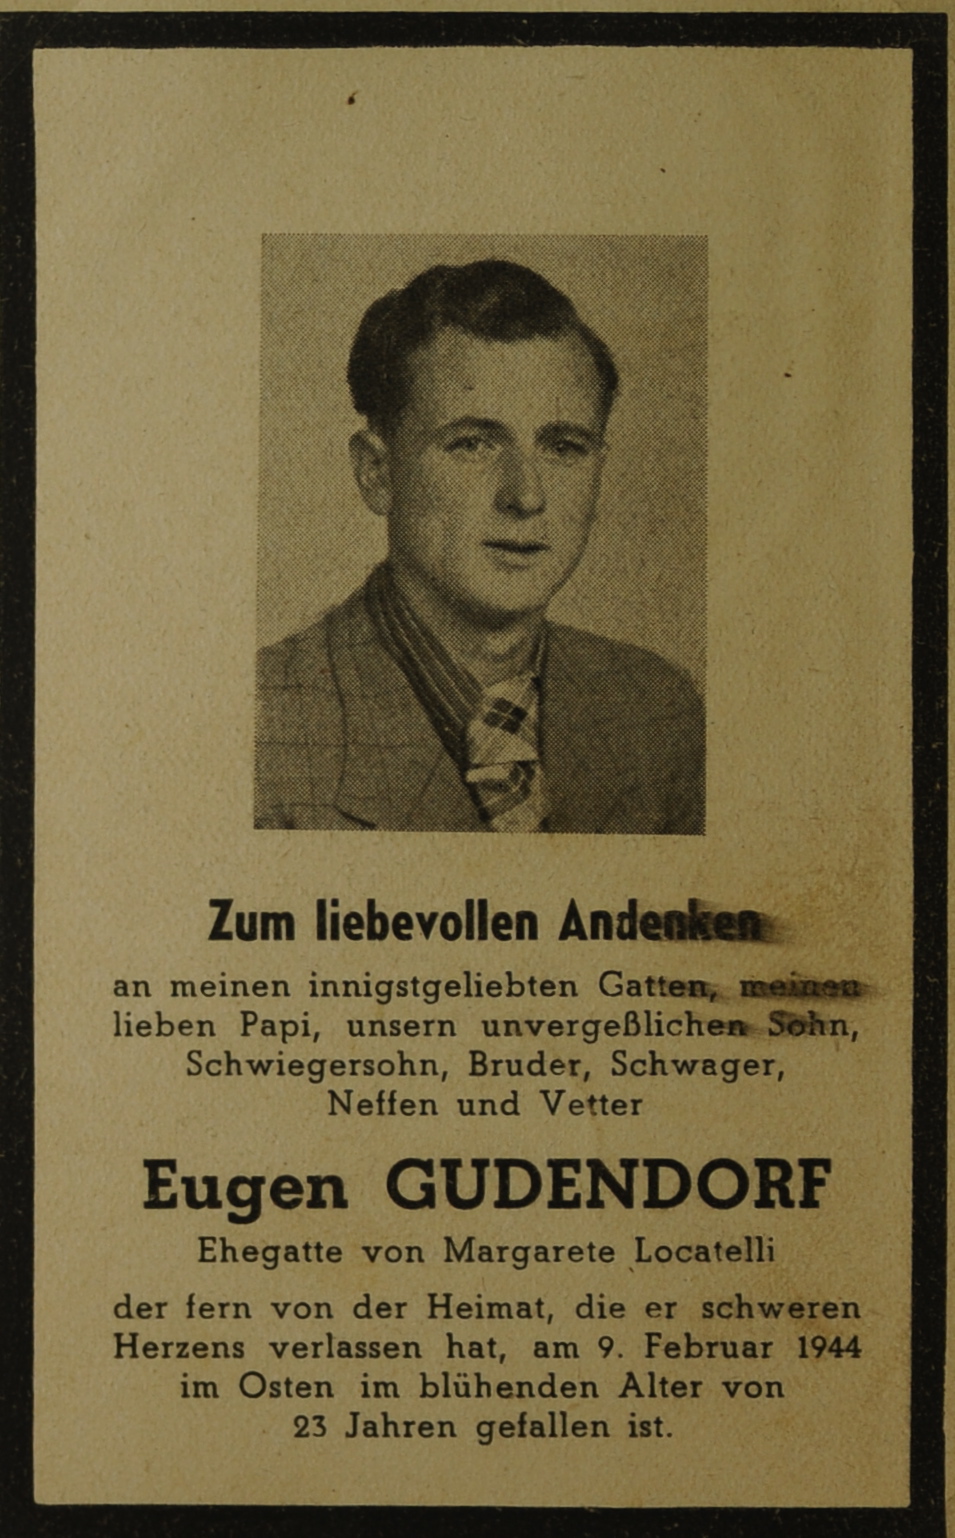 Zum liebevollen Andenken
an meinen innigstgeliebten Gatten, meinen
lieben Papi, unsern unvergeßlichen Sohn,
Schwiegersohn, Bruder, Schwager,
Neffen und Vetter
Eugen GUDENDORF
Ehegatte von Margarete Locatelli
der fern von der Heimat, die er schweren
Herzens verlassen hat, am 9. Februar 1944
im Osten im blühenden Alter von
23 Jahren gefallen ist.